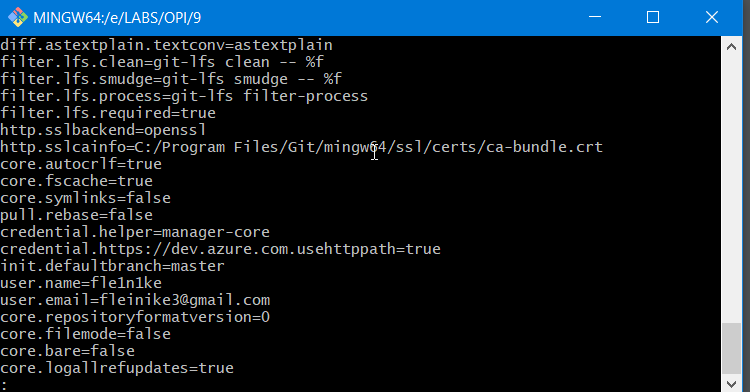 MINGW64:/e/LABS/OPI/9
diff.astextplain.textconv=astextplain
filter.lfs.clean=git-lfs clean -- %f
filter.lfs.smudge=git-lfs smudge -- %f
filter.lfs.process=git-lfs filter-process
filter.lfs.required=true
http.sslbackend=openssl
http.sslcainfo=C:/Program Files/Git/mingw64/ssl/certs/ca-bundle.crt
core.autocrlf=true
core.fscache=true
core.symlinks=false
pull.rebase=false
credential.helper=manager-core
credential.https://dev.azure.com.usehttppath=true
init.defaultbranch=master
user.name=fle1n1ke
user.email=fleinike3@gmail.com
core.repositoryformatversion=0
core.filemode=false
core.bare=false
core.logallrefupdates=true
: